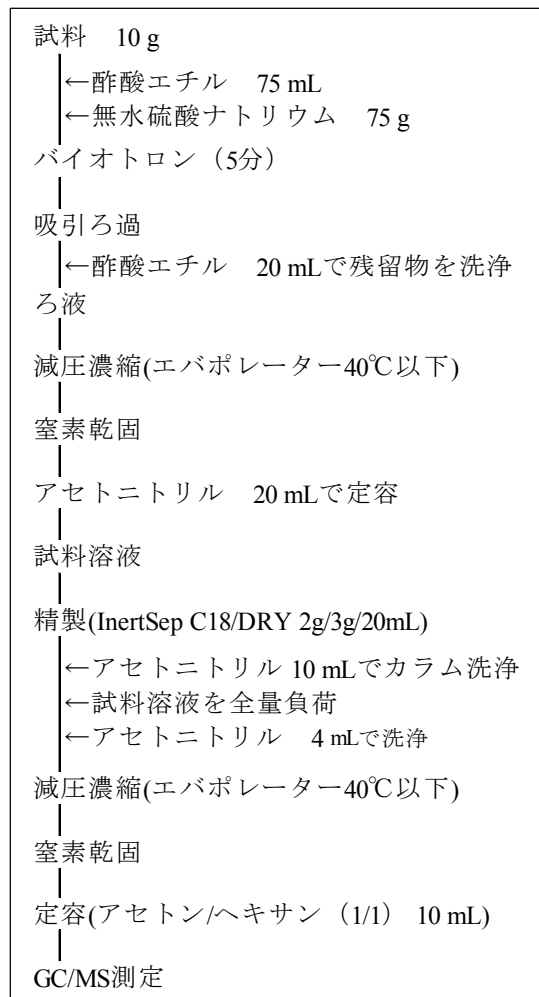 試料　10 g
←酢酸エチル　75 mL
←無水硫酸ナトリウム　75 g
バイオトロン（5分）
吸引ろ過
←酢酸エチル　20 mLで残留物を洗浄
ろ液
減圧濃縮(エバポレーター40℃以下)
窒素乾固
アセトニトリル　20 mLで定容
試料溶液
精製(InertSep C18/DRY 2g/3g/20mL)
←アセトニトリル 10 mLでカラム洗浄
←試料溶液を全量負荷
←アセトニトリル　4 mLで洗浄
減圧濃縮(エバポレーター40℃以下)
窒素乾固
定容(アセトン/ヘキサン（1/1） 10 mL)
GC/MS測定